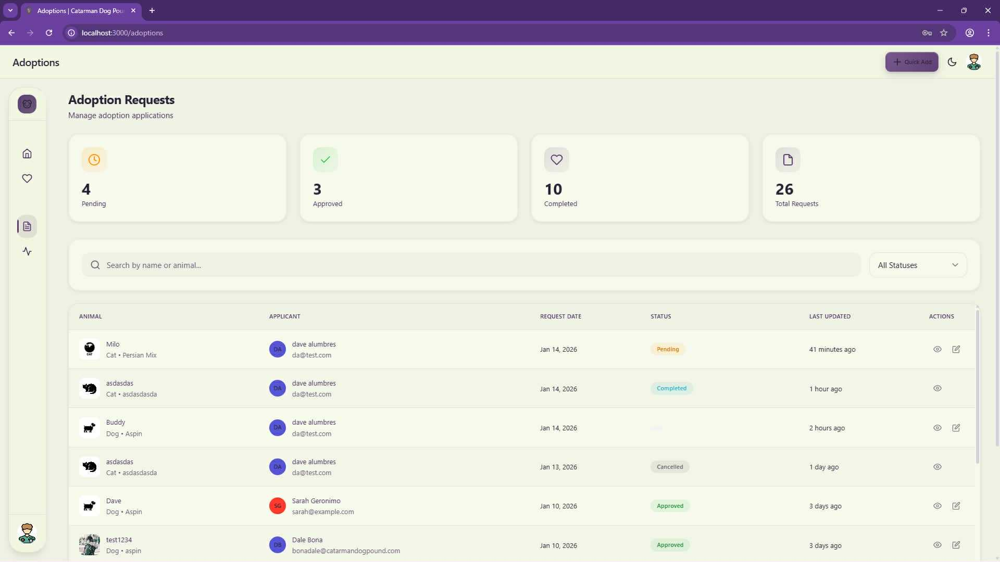 Adoptions | Catarman Dog Pou
localhost:3000/adoptions
Adoptions
Quick Add
Adoption Requests
Manage adoption applications
4
Pending
3
Approved
10
Completed
26
Total Requests
Search by name or animal...
All Statuses
ANIMAL APPLICANT REQUEST DATE STATUS LAST UPDATED ACTIONS
CAT
Milo
Cat • Persian Mix
DA
dave alumbres
da@test.com
Jan 14, 2026
Pending
41 minutes ago
asdasdas
Cat • asdasdasda
DA
dave alumbres
da@test.com
Jan 14, 2026
Completed
1 hour ago
Buddy
Dog • Aspin
DA
dave alumbres
da@test.com
Jan 14, 2026
2 hours ago
asdasdas
Cat • asdasdasda
DA
dave alumbres
da@test.com
Jan 13, 2026
Cancelled
1 day ago
Dave
Dog • Aspin
SG
Sarah Geronimo
sarah@example.com
Jan 10, 2026
Approved
3 days ago
test1234
Dog • aspin
DB
Dale Bona
bonadale@catarmandogpound.com
Jan 10, 2026
Approved
3 days ago